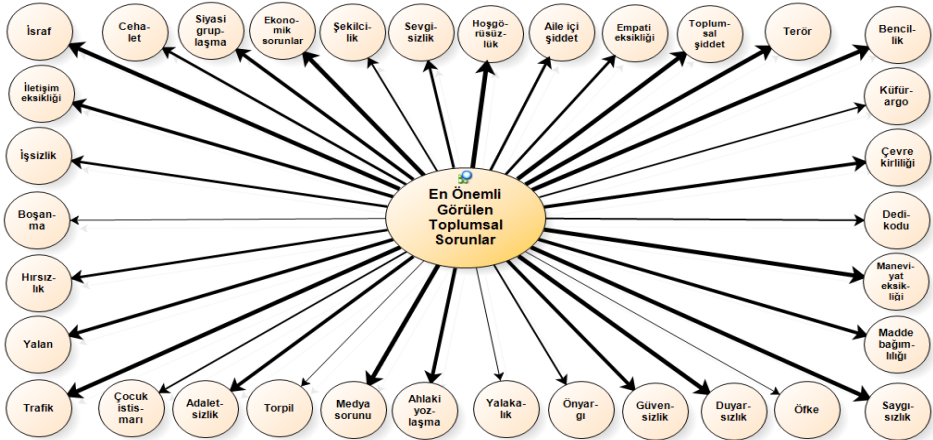 İsraf
Ceha-
let
Siyasi
grup-
laşma
Ekono-
mik
sorunlar
Şekilci-
lik
Sevgi-
sizlik
Hoşgö-
rüsüz-
lük
Aile içi
şiddet
Empati
eksikliği
Toplum-
sal
şiddet
Terör
Bencil-
lik
İletişim
eksikliği
Küfür-
argo
İşsizlik
Çevre
kirliliği
En Önemli
Görülen
Toplumsal
Sorunlar
Boşan-
ma
Dedi-
kodu
Hırsız-
lık
Manevi-
yat
eksik-
liği
Yalan
Madde
bağım-
lılığı
Trafik
Çocuk
istis-
marı
Adalet-
sizlik
Torpil
Medya
sorunu
Ahlaki
yoz-
laşma
Yalaka-
lık
Önyar-
gı
Güven-
sizlik
Duyar-
sızlık
Öfke
Saygı-
sızlık